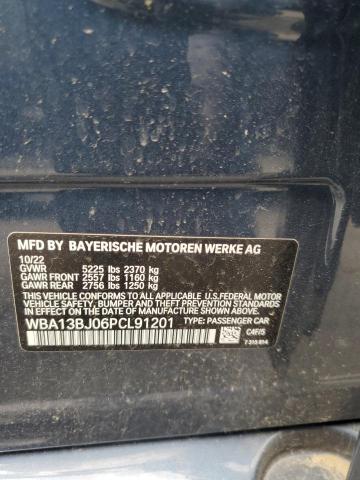 MFD BY BAYERISCHE MOTOREN WERKE AG
10/22
GVWR 5225 lbs 2370 kg
GAWR FRONT 2557 lbs 1160 kg
GAWR REAR 2756 lbs 1250 kg
THIS VEHICLE CONFORMS TO ALL APPLICABLE U.S. FEDERAL MOTOR
VEHICLE SAFETY, BUMPER AND THEFT PREVENTION STANDARDS IN
EFFECT ON THE DATE OF MANUFACTURE SHOWN ABOVE.
WBA13BJ06PCL91201 TYPE: PASSENGER CAR
C4F/5